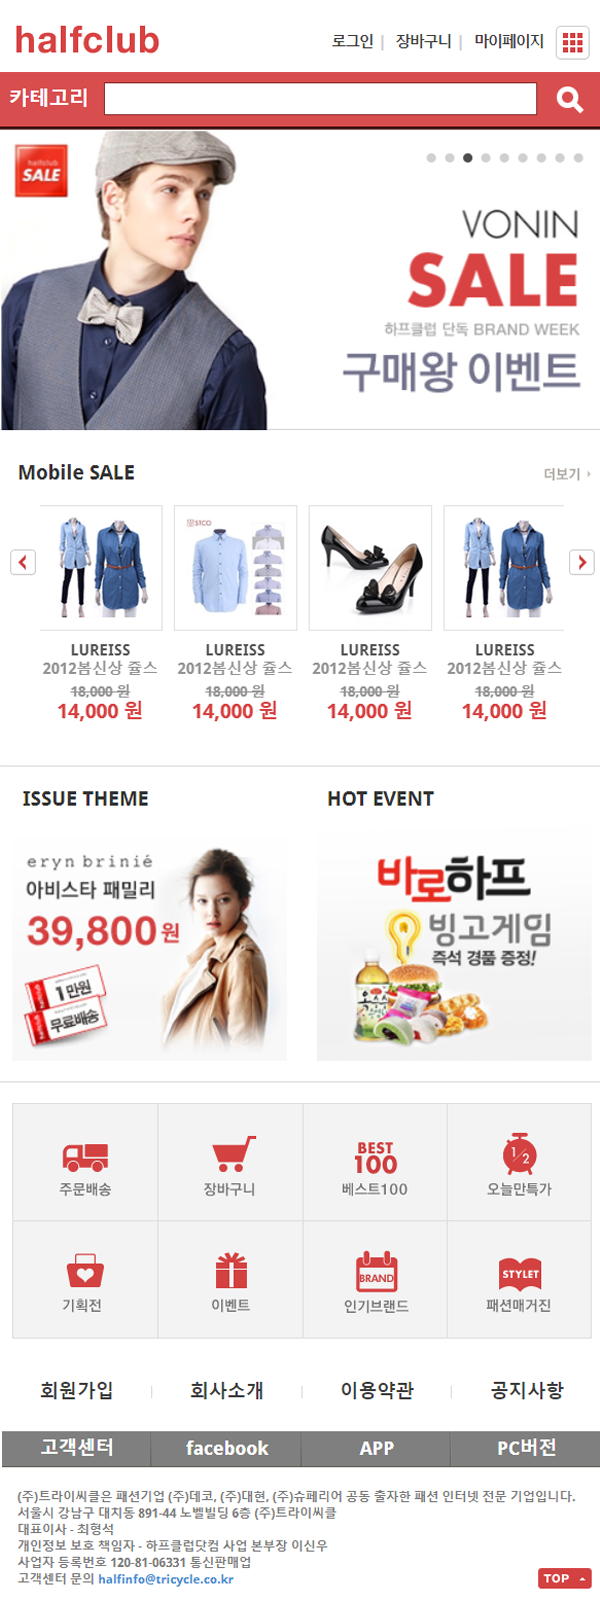 halfclub
로그인 | 장바구니 | 마이페이지
카테고리
halfclub
SALE
VONIN
SALE
하프클럽 단독 BRAND WEEK
구매왕 이벤트
Mobile SALE
더보기
STCO
LUREISS LUREISS LUREISS LUREISS
2012봄신상 쥴스 2012봄신상 쥴스 2012봄신상 쥴스 2012봄신상 쥴스
18,000 원 18,000 원 18,000 원 18,000 원
14,000 원 14,000 원 14,000 원 14,000 원
ISSUE THEME
eryn brinié
아비스타 패밀리
39,800원
1만원
무료배송
HOT EVENT
바로하프
빙고게임
즉석 경품 증정!
옥수수
BEST
100
1/2
주문배송 장바구니 베스트100 오늘만특가
BRAND STYLET
기획전 이벤트 인기브랜드 패션매거진
회원가입 | 회사소개 | 이용약관 | 공지사항
고객센터 facebook APP PC버전
(주)트라이씨클은 패션기업 (주)데코, (주)대현, (주)슈페리어 공동 출자한 패션 인터넷 전문 기업입니다.
서울시 강남구 대치동 891-44 노벨빌딩 6층 (주)트라이씨클
대표이사 - 최형석
개인정보 보호 책임자 - 하프클럽닷컴 사업 본부장 이신우
사업자 등록번호 120-81-06331 통신판매업
고객센터 문의 halfinfo@tricycle.co.kr
TOP